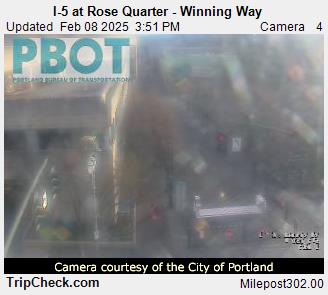 I-5 at Rose Quarter - Winning Way
Updated Feb 08 2025 3:51 PM Camera 4
PBOT
PORTLAND BUREAU OF TRANSPORTATION
Camera courtesy of the City of Portland
TripCheck.com Milepost302.00